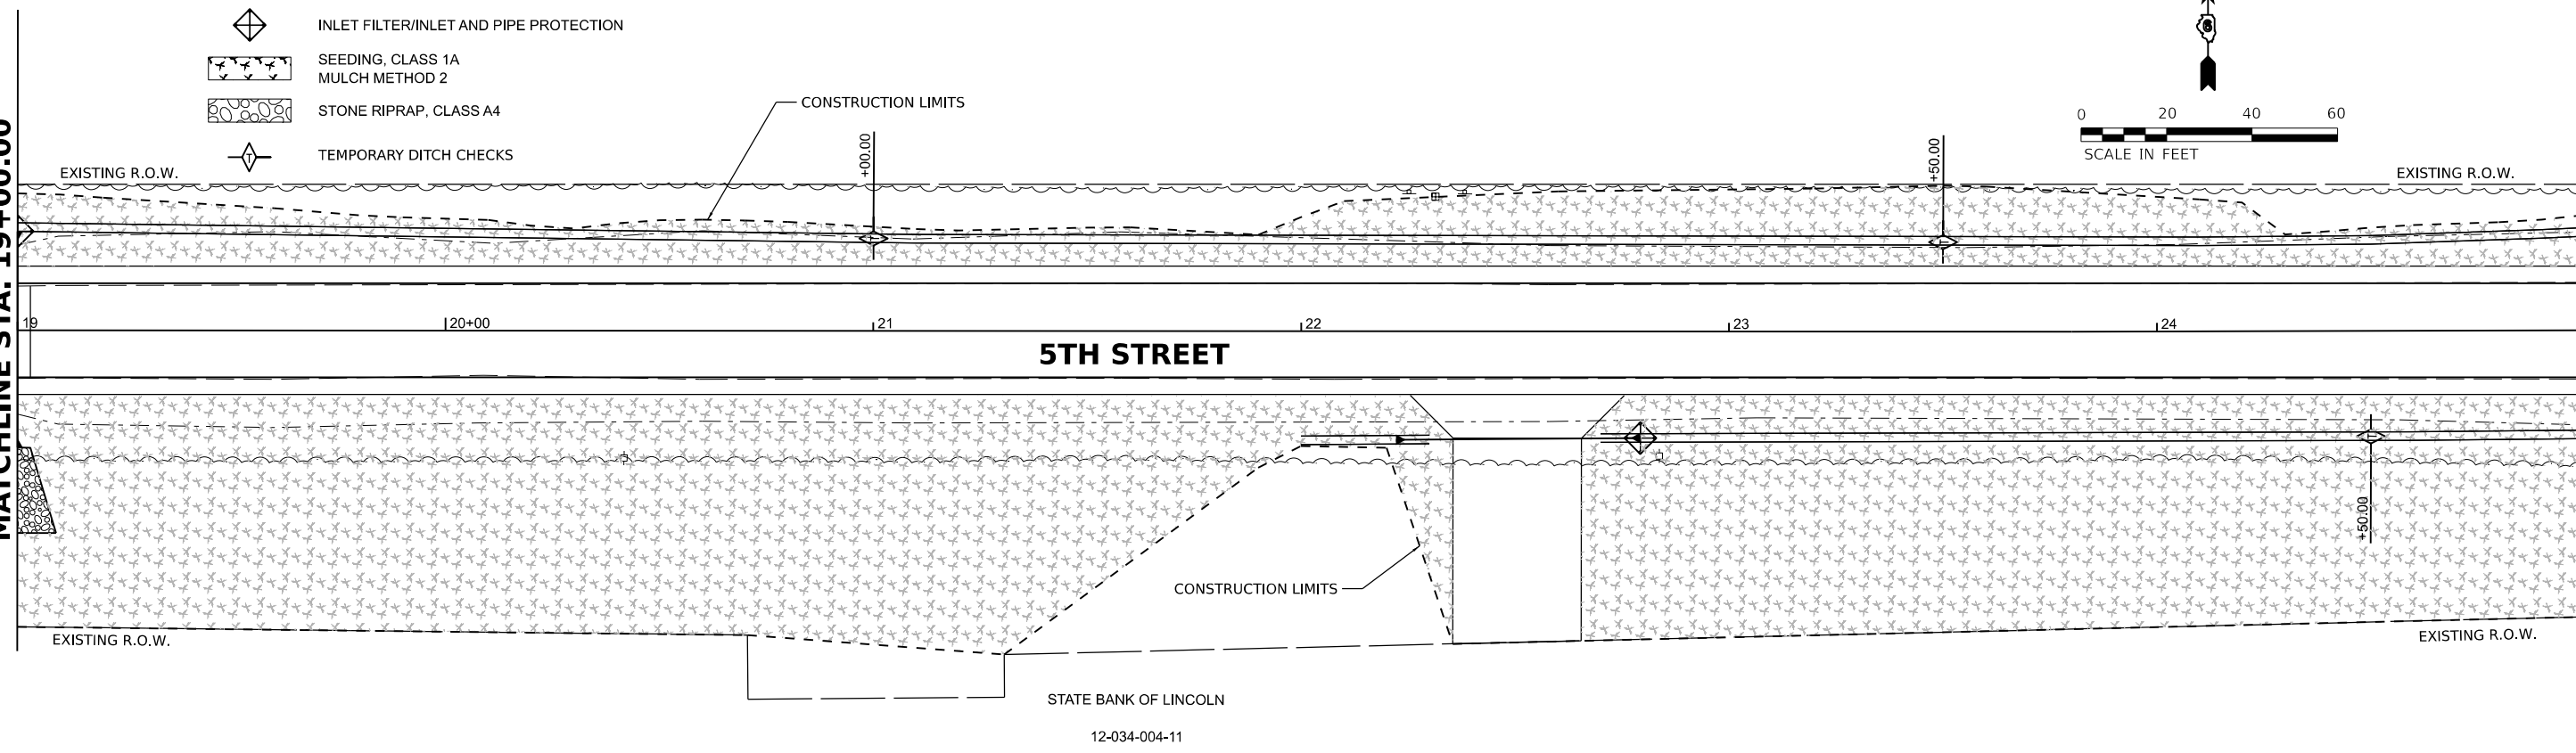 INLET FILTER/INLET AND PIPE PROTECTION
SEEDING, CLASS 1A
MULCH METHOD 2
STONE RIPRAP, CLASS A4
TEMPORARY DITCH CHECKS
CONSTRUCTION LIMITS
6
0 20 40 60
SCALE IN FEET
EXISTING R.O.W.
+00.00
+50.00
EXISTING R.O.W.
MATCHLINE STA. 19+00.00
19
20+00
21
22
23
24
5TH STREET
+50.00
CONSTRUCTION LIMITS
EXISTING R.O.W.
EXISTING R.O.W.
STATE BANK OF LINCOLN
12-034-004-11